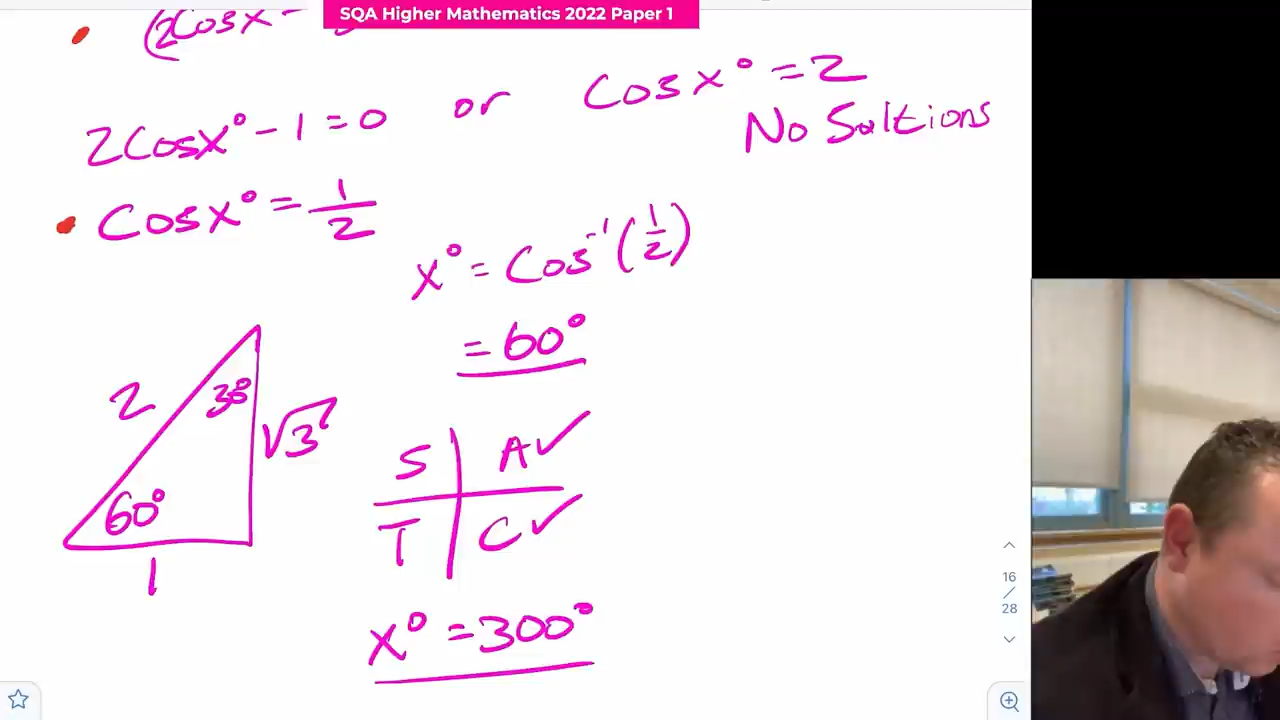 SQA Higher Mathematics 2022 Paper 1
(2Cosx
2Cosx° - 1 = 0 or Cosx° = 2
No Soltions
Cosx° = 1/2
x° = Cos⁻¹(1/2)
= 60°
2 30° √3
60°
1
S A✓
T C✓
x° = 300°
16
/
28